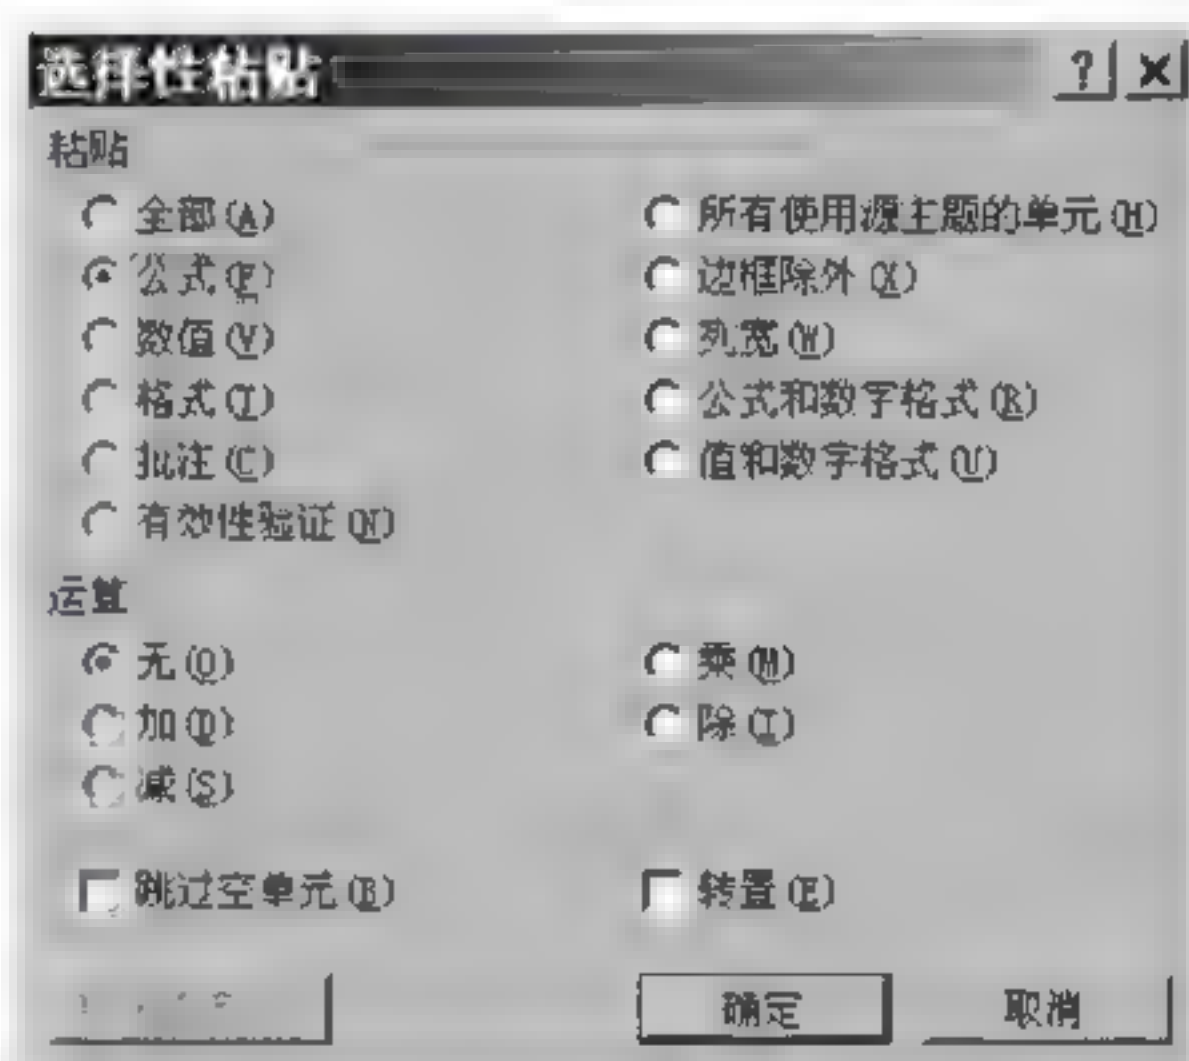 选择性粘贴
粘贴
全部(A)
所有使用源主题的单元(H)
公式(F)
边框除外(X)
数值(V)
列宽(W)
格式(T)
公式和数字格式(R)
批注(C)
值和数字格式(U)
有效性验证(N)
运算
无(O)
乘(M)
加(D)
除(I)
减(S)
跳过空单元(B)
转置(E)
确定
取消